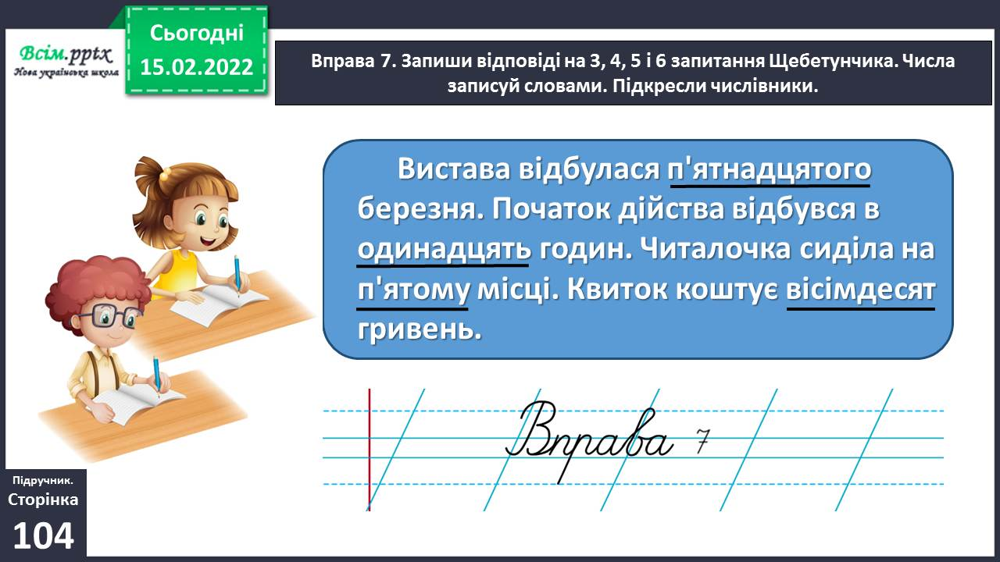 Сьогодні
15.02.2022
Всім.pptx
Нова українська школа
Вправа 7. Запиши відповіді на 3, 4, 5 і 6 запитання Щебетунчика. Числа
записуй словами. Підкресли числівники.
Вистава відбулася п'ятнадцятого
березня. Початок дійства відбувся в
одинадцять годин. Читалочка сиділа на
п'ятому місці. Квиток коштує вісімдесят
гривень.
Вправа 7
Підручник.
Сторінка
104